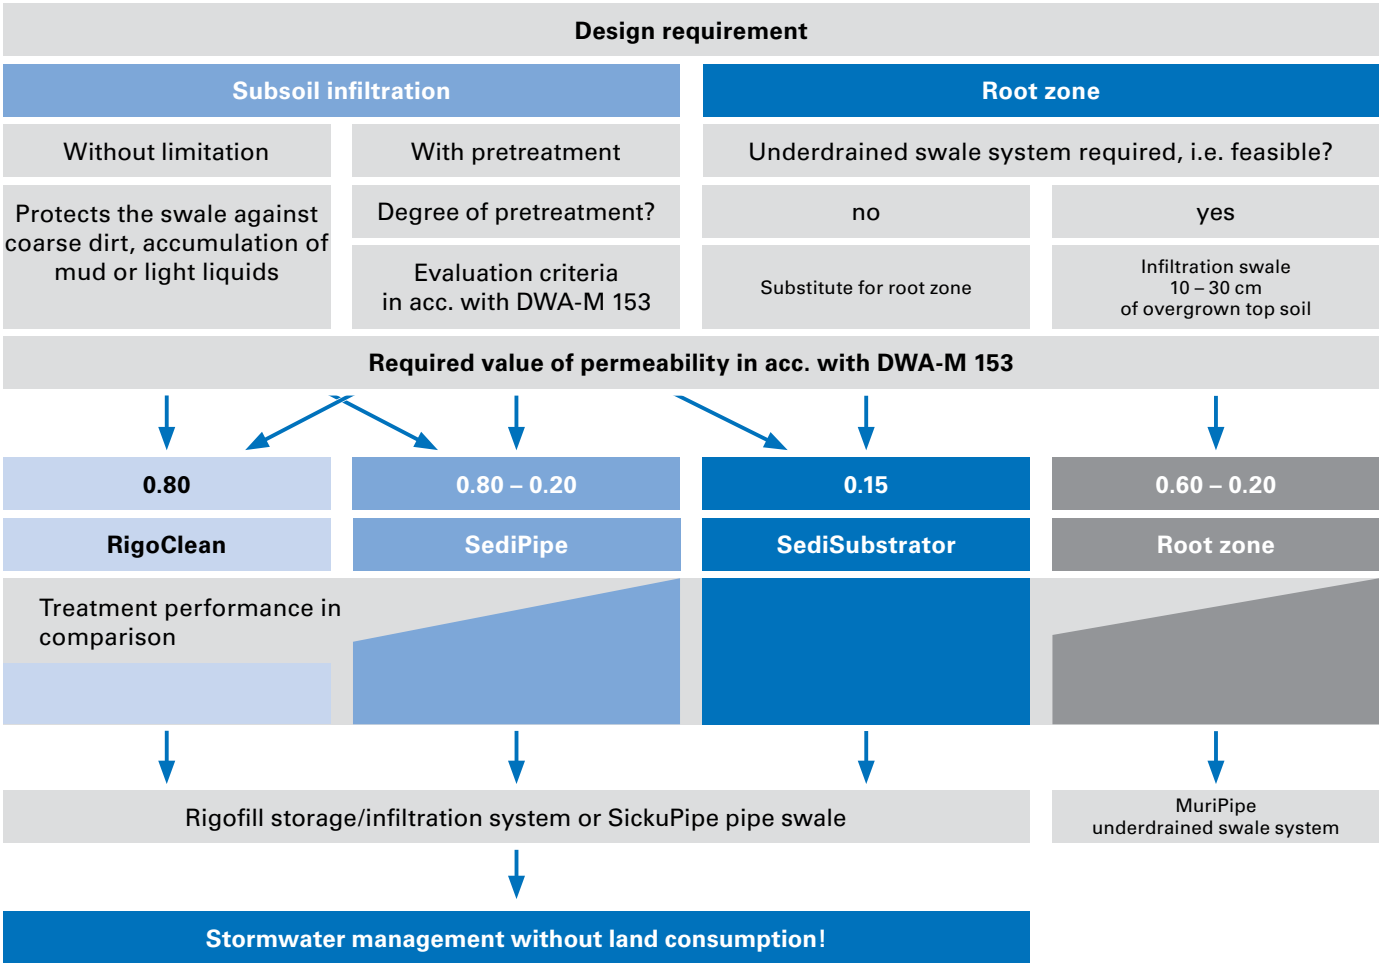 Design requirement
Subsoil infiltration
Root zone
Without limitation
With pretreatment
Underdrained swale system required, i.e. feasible?
Protects the swale against
coarse dirt, accumulation of
mud or light liquids
Degree of pretreatment?
no
yes
Evaluation criteria
in acc. with DWA-M 153
Substitute for root zone
Infiltration swale
10 – 30 cm
of overgrown top soil
Required value of permeability in acc. with DWA-M 153
0.80
0.80 – 0.20
0.15
0.60 – 0.20
RigoClean
SediPipe
SediSubstrator
Root zone
Treatment performance in
comparison
Rigofill storage/infiltration system or SickuPipe pipe swale
MuriPipe
underdrained swale system
Stormwater management without land consumption!